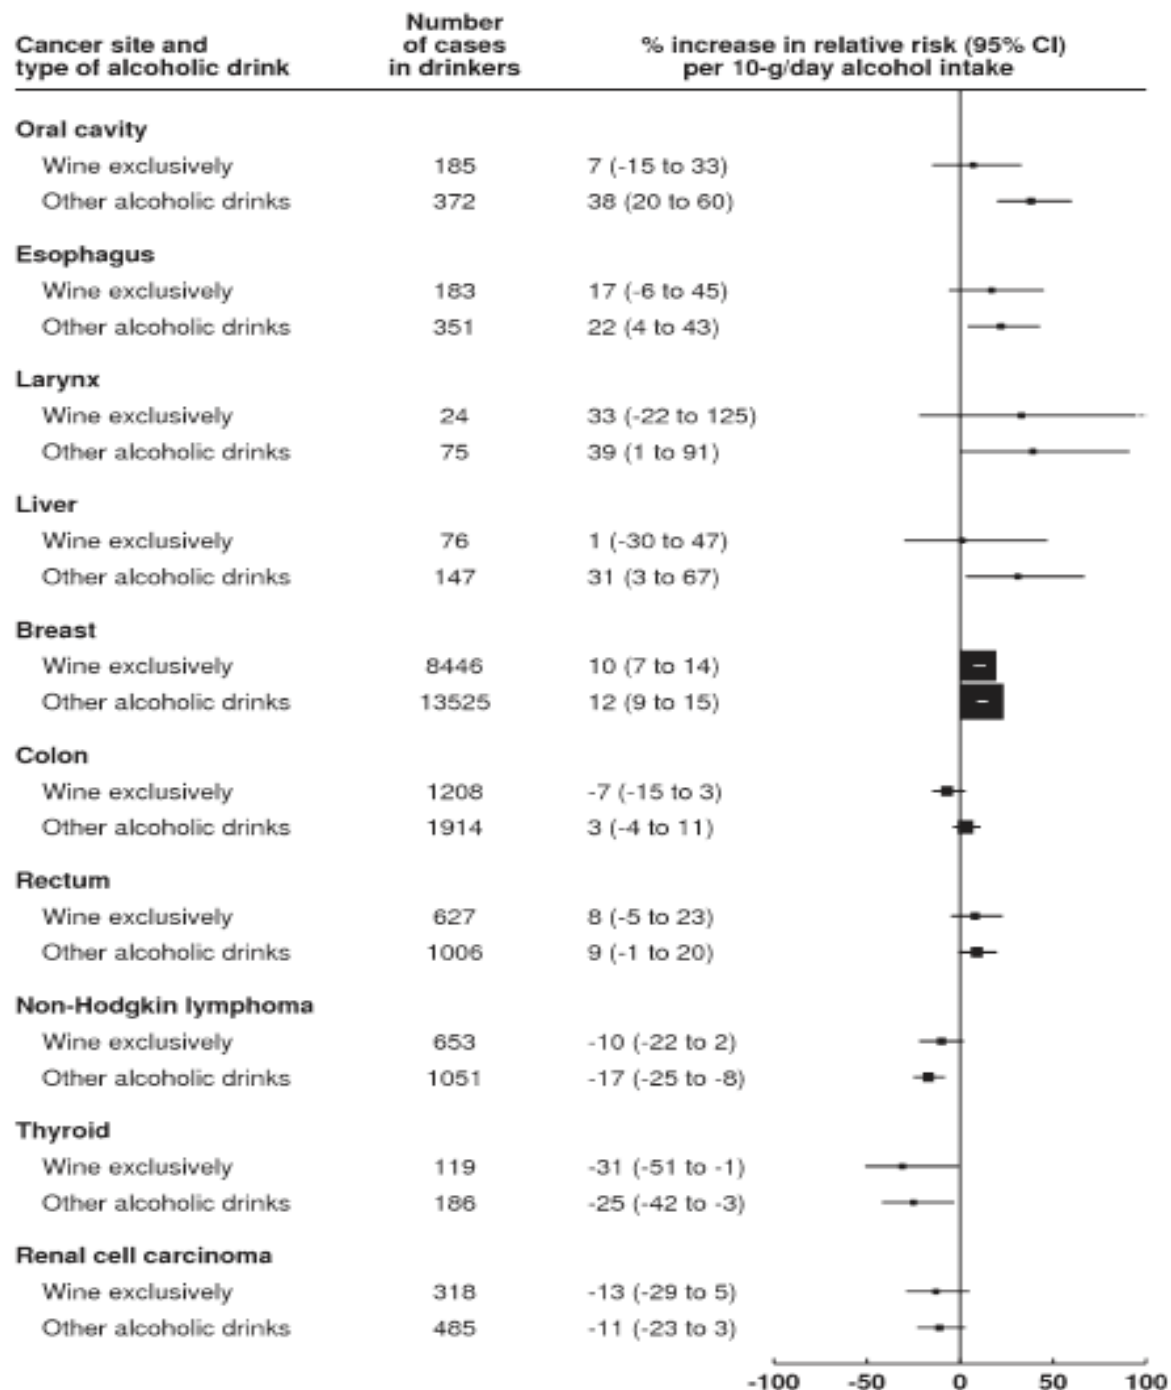 Cancer site and type of alcoholic drink
Number of cases in drinkers
% increase in relative risk (95% CI) per 10-g/day alcohol intake
Oral cavity
Wine exclusively 185 7 (-15 to 33)
Other alcoholic drinks 372 38 (20 to 60)
Esophagus
Wine exclusively 183 17 (-6 to 45)
Other alcoholic drinks 351 22 (4 to 43)
Larynx
Wine exclusively 24 33 (-22 to 125)
Other alcoholic drinks 75 39 (1 to 91)
Liver
Wine exclusively 76 1 (-30 to 47)
Other alcoholic drinks 147 31 (3 to 67)
Breast
Wine exclusively 8446 10 (7 to 14)
Other alcoholic drinks 13525 12 (9 to 15)
Colon
Wine exclusively 1208 -7 (-15 to 3)
Other alcoholic drinks 1914 3 (-4 to 11)
Rectum
Wine exclusively 627 8 (-5 to 23)
Other alcoholic drinks 1006 9 (-1 to 20)
Non-Hodgkin lymphoma
Wine exclusively 653 -10 (-22 to 2)
Other alcoholic drinks 1051 -17 (-25 to -8)
Thyroid
Wine exclusively 119 -31 (-51 to -1)
Other alcoholic drinks 186 -25 (-42 to -3)
Renal cell carcinoma
Wine exclusively 318 -13 (-29 to 5)
Other alcoholic drinks 485 -11 (-23 to 3)
-100 -50 0 50 100